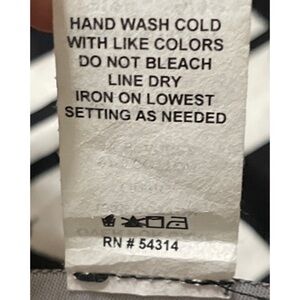 HAND WASH COLD
WITH LIKE COLORS
DO NOT BLEACH
LINE DRY
IRON ON LOWEST
SETTING AS NEEDED
RN # 54314